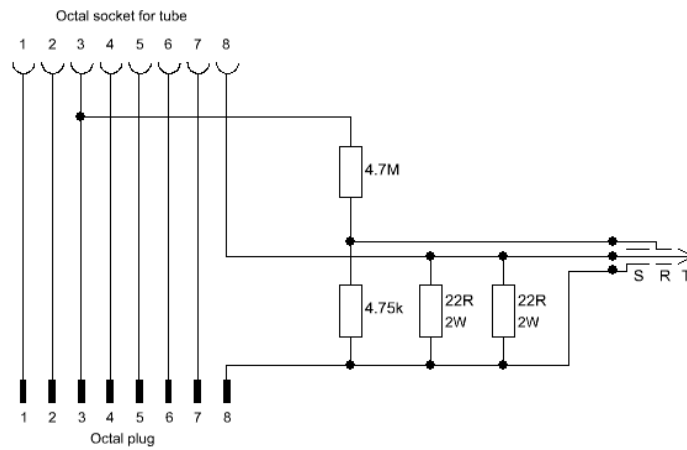 Octal socket for tube
1 2 3 4 5 6 7 8
4.7M
4.75k
22R
2W
22R
2W
S R T
1 2 3 4 5 6 7 8
Octal plug